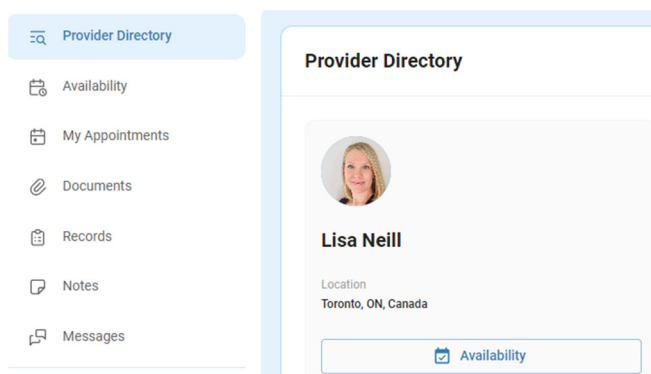 Provider Directory
Availability
My Appointments
Documents
Records
Notes
Messages
Provider Directory
Lisa Neill
Location
Toronto, ON, Canada
Availability